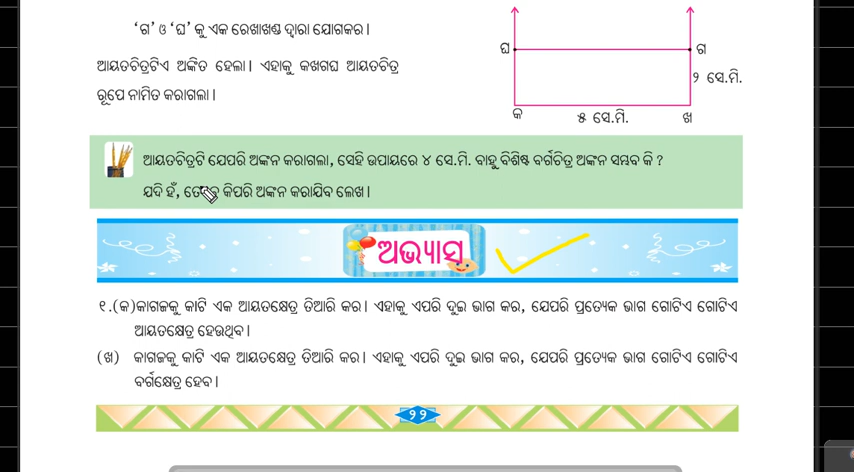 ‘ଗ’ ଓ ‘ଘ’ କୁ ଏକ ରେଖାଖଣ୍ଡ ଦ୍ୱାରା ଯୋଗକର।
ଆୟତଚିତ୍ରଟିଏ ଅଙ୍କିତ ହେଲା। ଏହାକୁ କଖଗଘ ଆୟତଚିତ୍ର
ରୂପେ ନାମିତ କରାଗଲା।
ଘ ଗ
୨ ସେ.ମି.
କ ୫ ସେ.ମି. ଖ
ଆୟତଚିତ୍ରଟି ଯେପରି ଅଙ୍କନ କରାଗଲା, ସେହି ଉପାୟରେ ୪ ସେ.ମି. ବାହୁ ବିଶିଷ୍ଟ ବର୍ଗଚିତ୍ର ଅଙ୍କନ ସମ୍ଭବ କି ?
ଯଦି ହଁ, କିପରି ଅଙ୍କନ କରାଯିବ ଲେଖ।
ଅଭ୍ୟାସ
୧.(କ)କାଗଜକୁ କାଟି ଏକ ଆୟତକ୍ଷେତ୍ର ତିଆରି କର। ଏହାକୁ ଏପରି ଦୁଇ ଭାଗ କର, ଯେପରି ପ୍ରତ୍ୟେକ ଭାଗ ଗୋଟିଏ ଗୋଟିଏ
ଆୟତକ୍ଷେତ୍ର ହେଉଥିବ।
(ଖ) କାଗଜକୁ କାଟି ଏକ ଆୟତକ୍ଷେତ୍ର ତିଆରି କର। ଏହାକୁ ଏପରି ଦୁଇ ଭାଗ କର, ଯେପରି ପ୍ରତ୍ୟେକ ଭାଗ ଗୋଟିଏ ଗୋଟିଏ
ବର୍ଗକ୍ଷେତ୍ର ହେବ।
୨୨